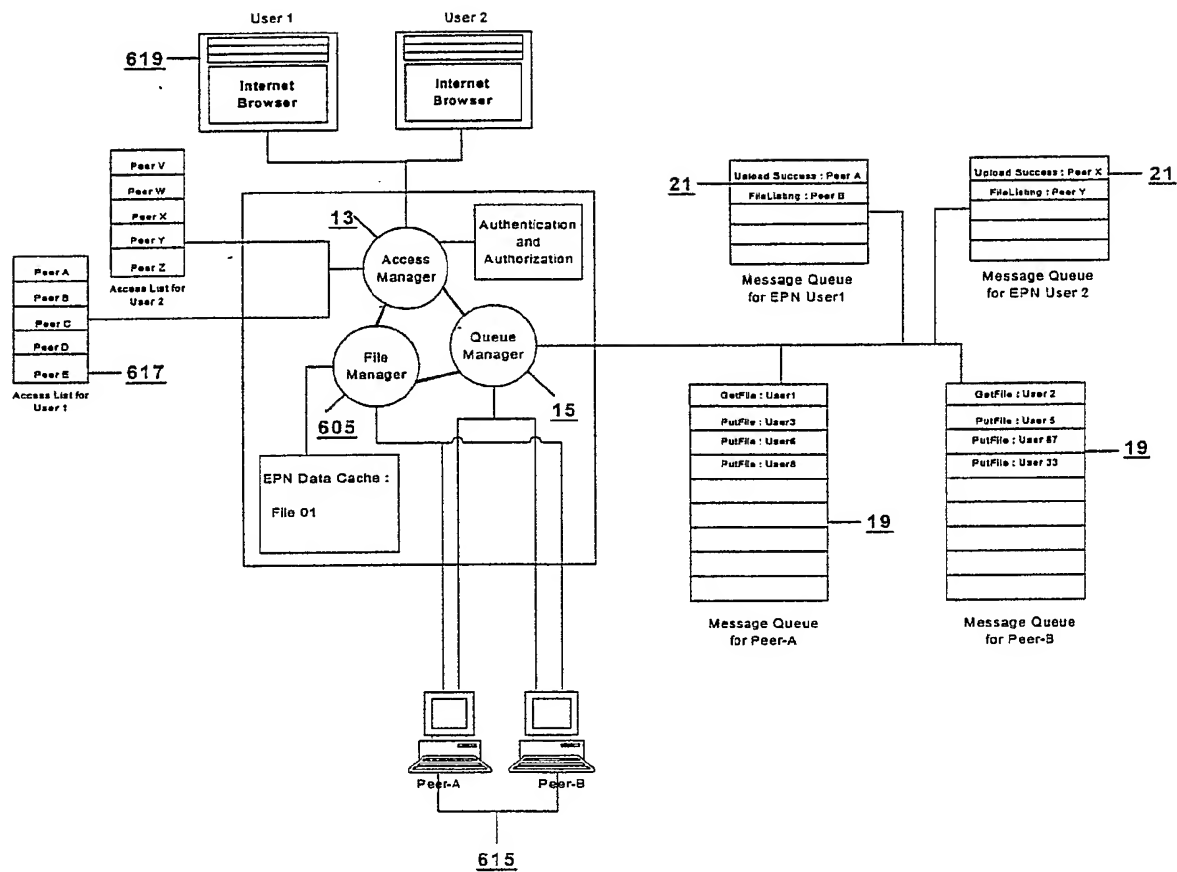 User 1
User 2
619
Internet
Browser
Internet
Browser
Peer V
Peer W
Peer X
Peer Y
Peer Z
Access List for
User 2
Peer A
Peer B
Peer C
Peer D
Peer E
617
Access List for
User 1
13
Access
Manager
Authentication
and
Authorization
File
Manager
Queue
Manager
605
15
EPN Data Cache :
File 01
21
Upload Success : Peer A
FileListing : Peer B
Message Queue
for EPN User1
Upload Success : Peer X
21
FileListing : Peer Y
Message Queue
for EPN User 2
GetFile : User1
PutFile : User3
PutFile : User6
PutFile : User8
19
Message Queue
for Peer-A
GetFile : User 2
PutFile : User 5
PutFile : User 87
PutFile : User 33
19
Message Queue
for Peer-B
Peer-A
Peer-B
615